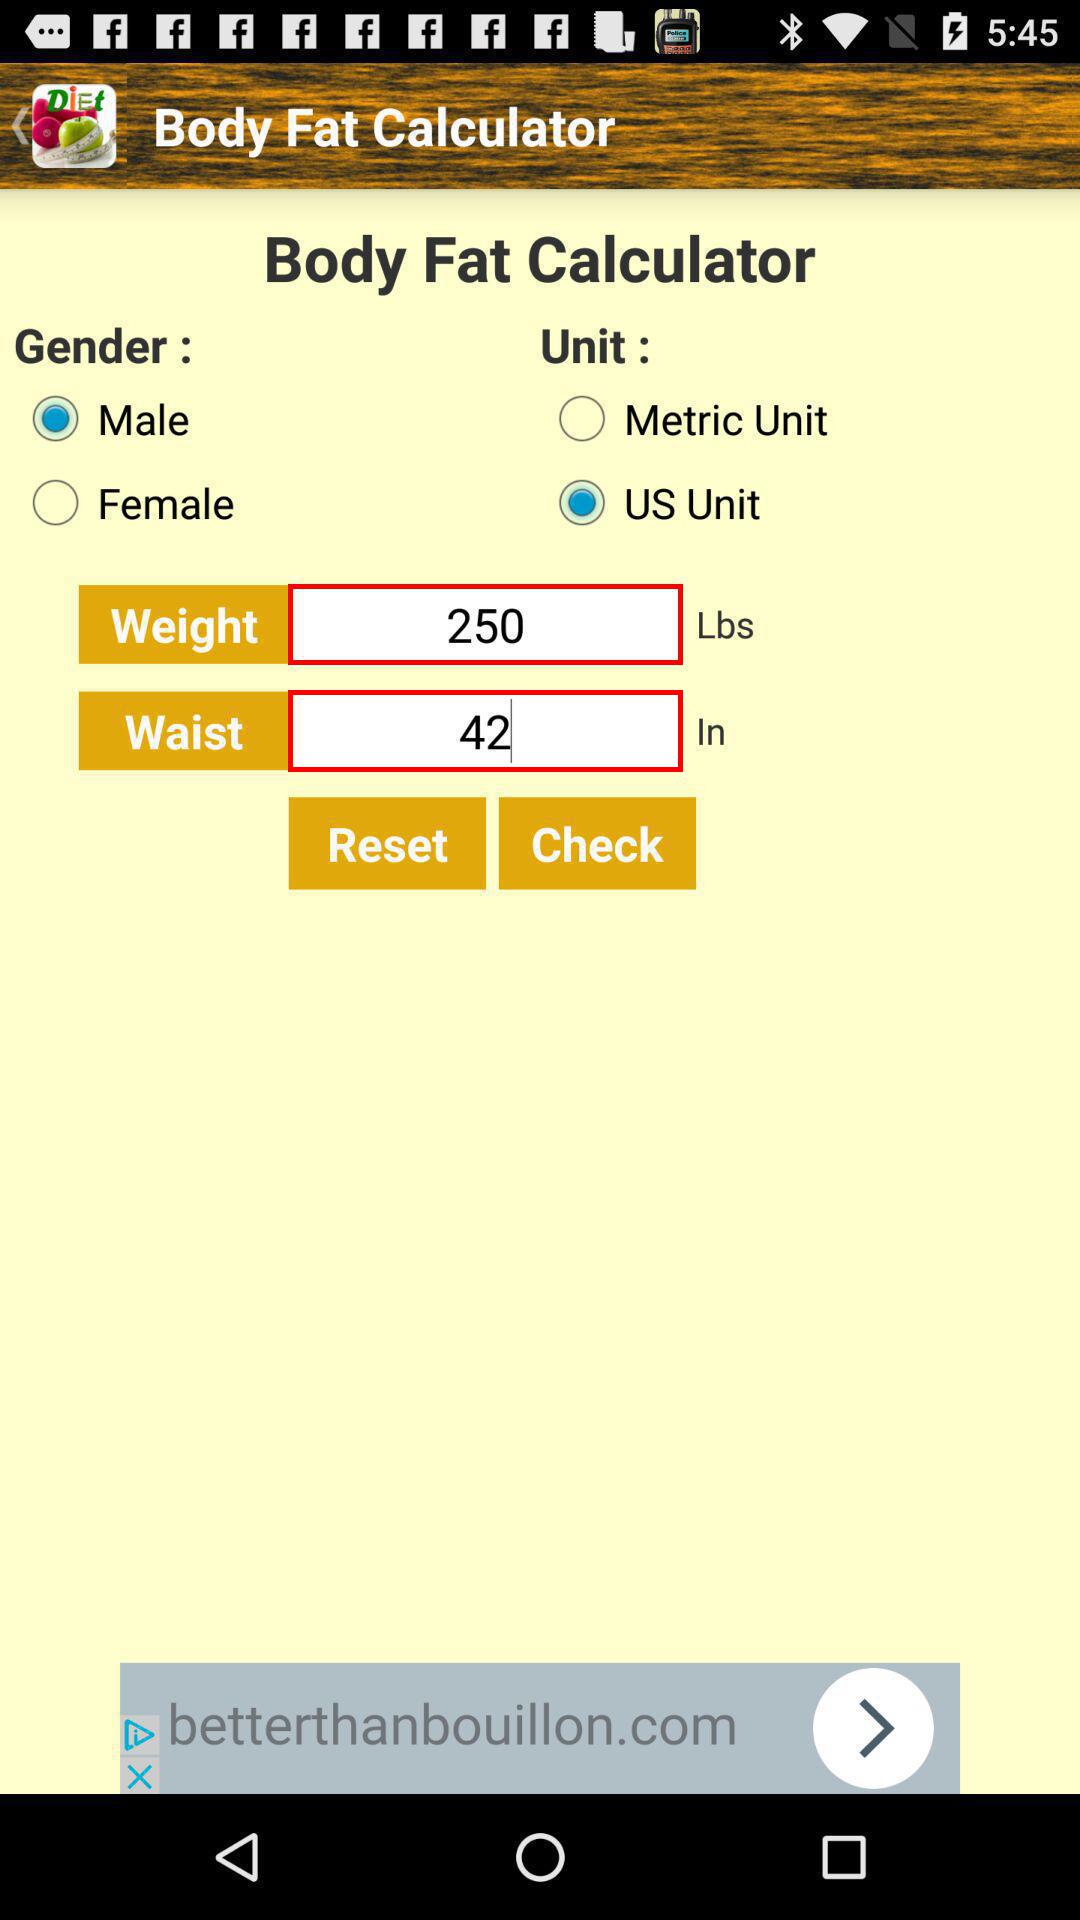 5:45
DiEt
Body Fat Calculator
Body Fat Calculator
Gender :
Unit :
Male
Metric Unit
Female
US Unit
Weight 250 Lbs
Waist 42 In
Reset Check
betterthanbouillon.com